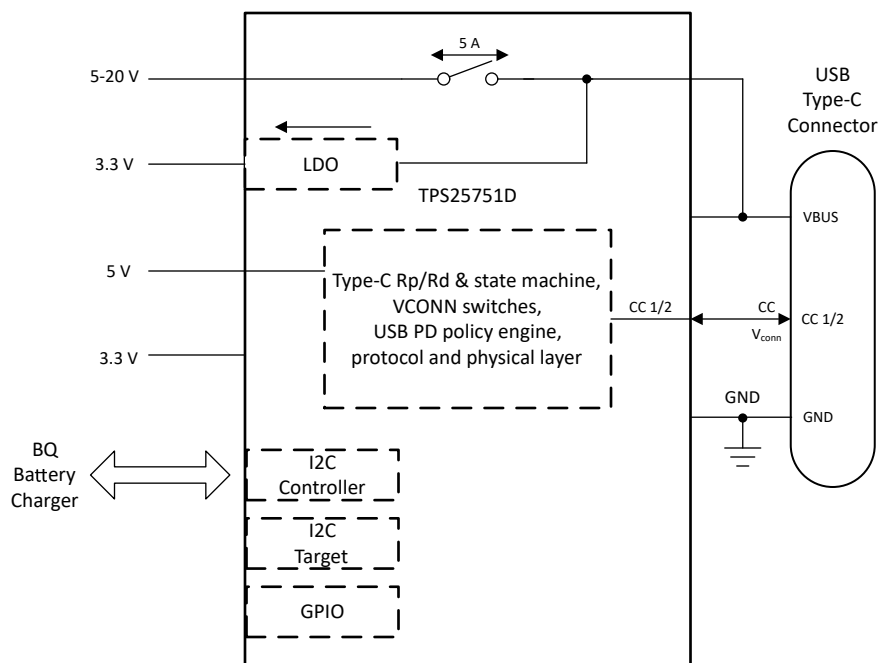 5 A
5-20 V
USB
Type-C
Connector
3.3 V
LDO
TPS25751D
VBUS
5 V
Type-C Rp/Rd & state machine,
VCONN switches,
USB PD policy engine,
protocol and physical layer
CC 1/2
CC
Vconn
CC 1/2
3.3 V
GND
GND
BQ
Battery
Charger
I2C
Controller
I2C
Target
GPIO